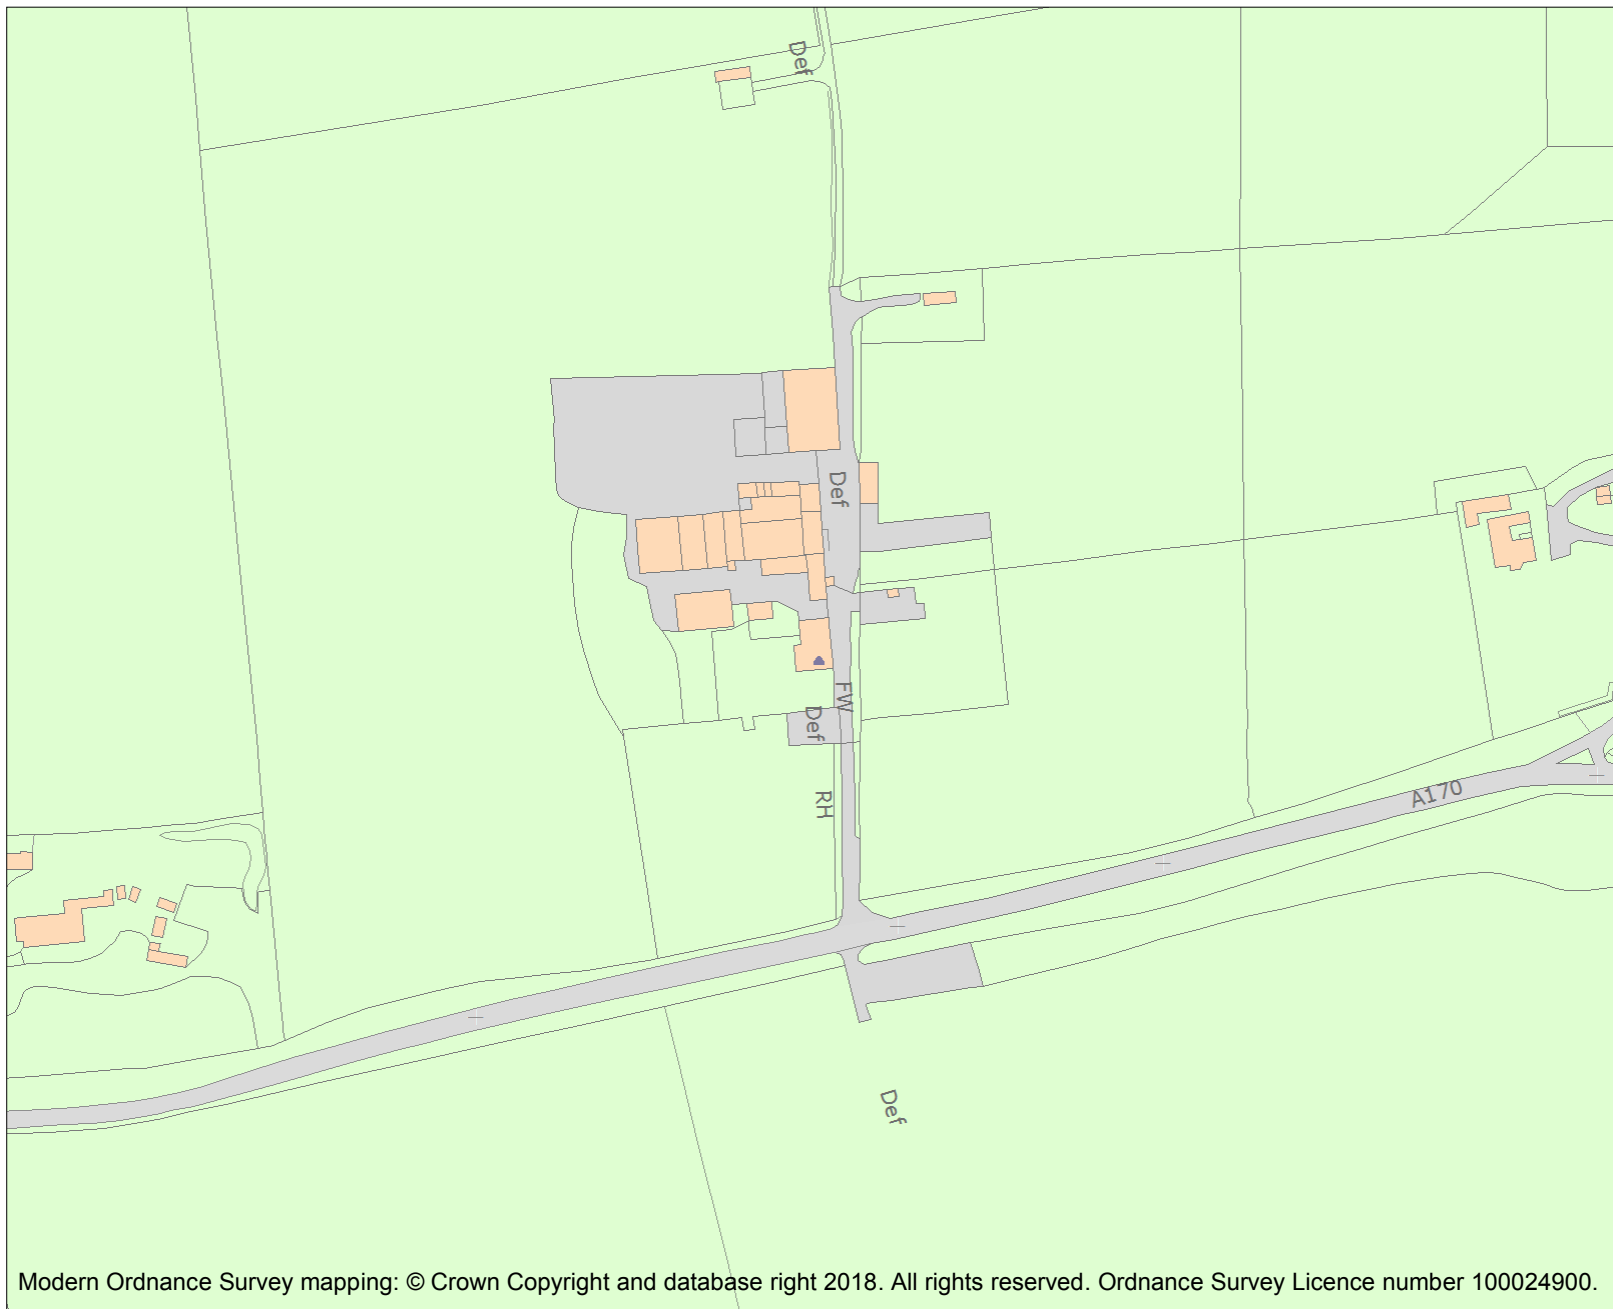 Def
Def
FW
Def
RH
A170
Def
Modern Ordnance Survey mapping: © Crown Copyright and database right 2018. All rights reserved. Ordnance Survey Licence number 100024900.